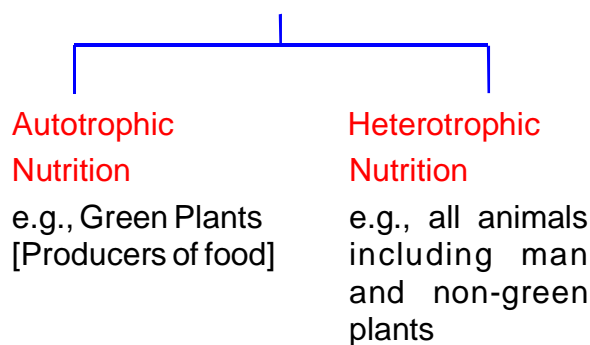 Autotrophic
Nutrition
e.g., Green Plants
[Producers of food]
Heterotrophic
Nutrition
e.g., all animals
including man
and non-green
plants